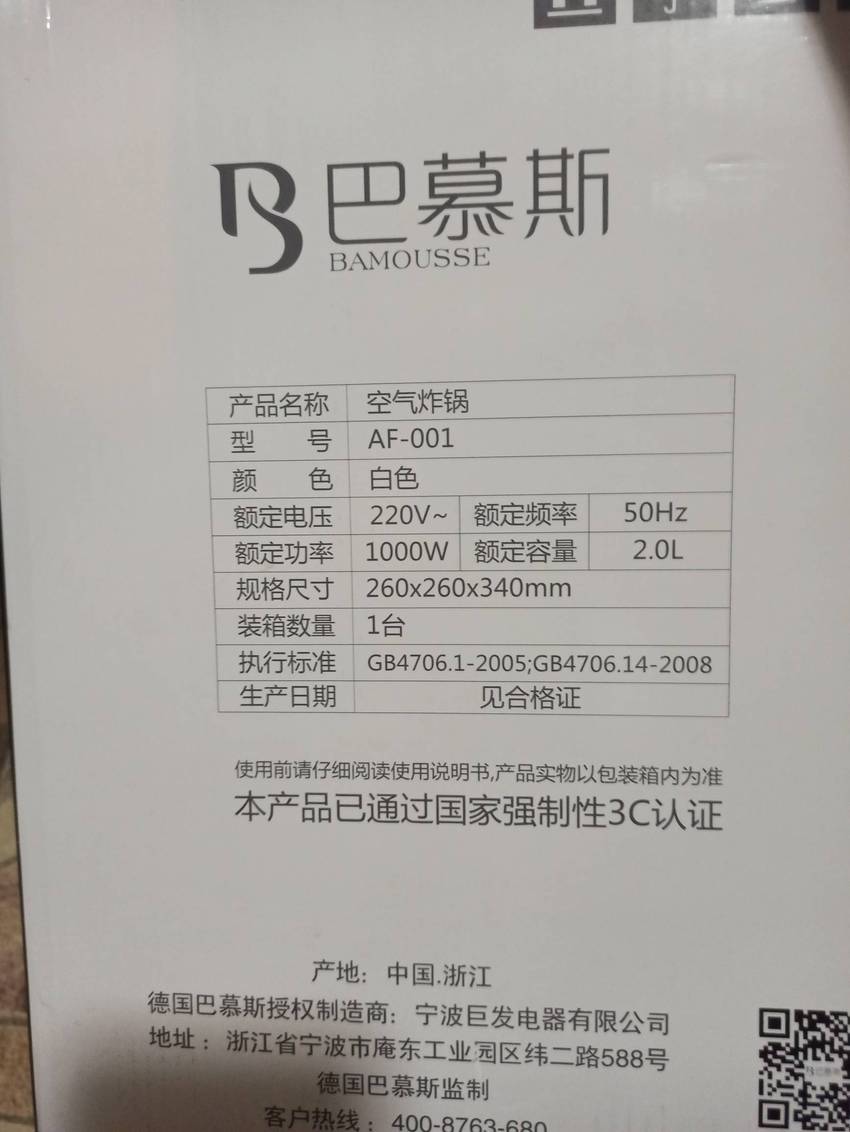 巴慕斯
BAMOUSSE
产品名称 空气炸锅
型 号 AF-001
颜 色 白色
额定电压 220V~ 额定频率 50Hz
额定功率 1000W 额定容量 2.0L
规格尺寸 260x260x340mm
装箱数量 1台
执行标准 GB4706.1-2005;GB4706.14-2008
生产日期 见合格证
使用前请仔细阅读使用说明书,产品实物以包装箱内为准
本产品已通过国家强制性3C认证
产地：中国.浙江
德国巴慕斯授权制造商：宁波巨发电器有限公司
地址：浙江省宁波市庵东工业园区纬二路588号
德国巴慕斯监制
客户热线：400-8763-680